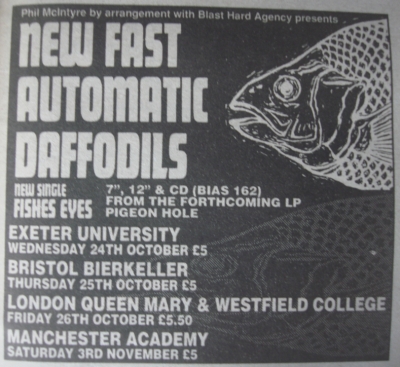 Phil McIntyre by arrangement with Blast Hard Agency presents
NEW FAST
AUTOMATIC
DAFFODILS
NEW SINGLE 7", 12" & CD (BIAS 162)
FISHES EYES FROM THE FORTHCOMING LP
PIGEON HOLE
EXETER UNIVERSITY
WEDNESDAY 24TH OCTOBER £5
BRISTOL BIERKELLER
THURSDAY 25TH OCTOBER £5
LONDON QUEEN MARY & WESTFIELD COLLEGE
FRIDAY 26TH OCTOBER £5.50
MANCHESTER ACADEMY
SATURDAY 3RD NOVEMBER £5